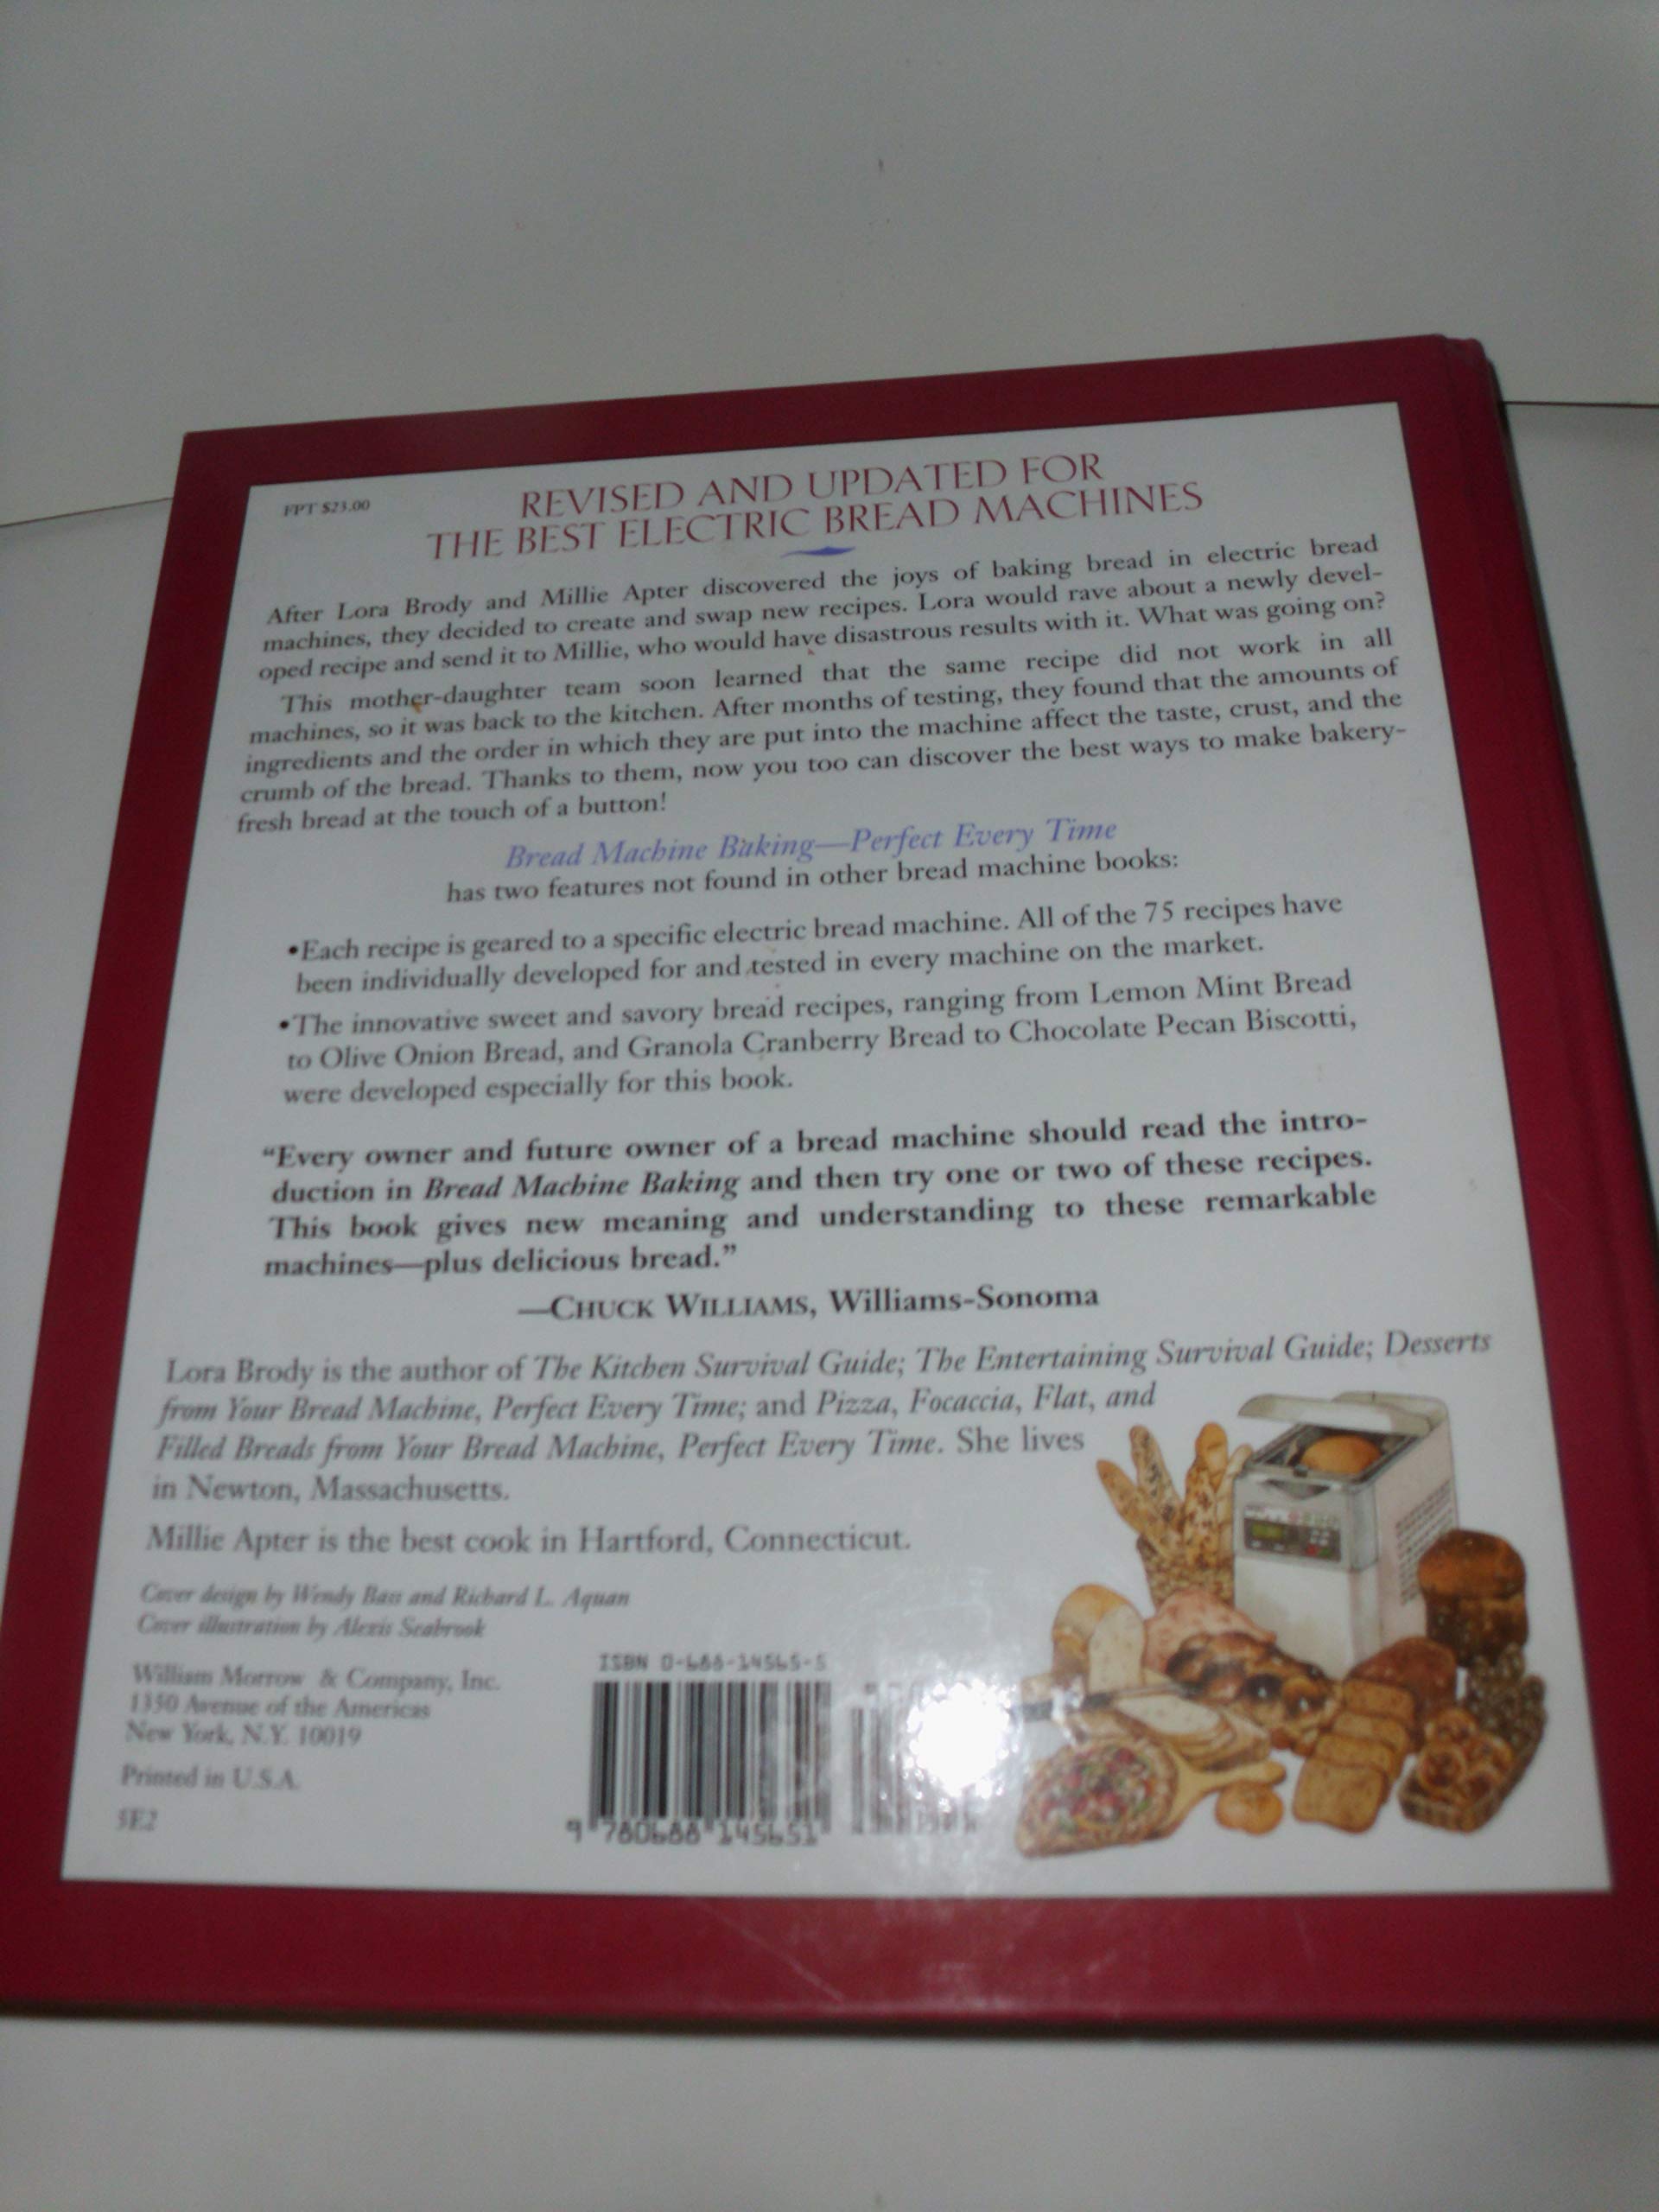 FPT $23.00
REVISED AND UPDATED FOR
THE BEST ELECTRIC BREAD MACHINES
After Lora Brody and Millie Apter discovered the joys of baking bread in electric bread
machines, they decided to create and swap new recipes. Lora would rave about a newly devel-
oped recipe and send it to Millie, who would have disastrous results with it. What was going on?
This mother-daughter team soon learned that the same recipe did not work in all
machines, so it was back to the kitchen. After months of testing, they found that the amounts of
ingredients and the order in which they are put into the machine affect the taste, crust, and the
crumb of the bread. Thanks to them, now you too can discover the best ways to make bakery-
fresh bread at the touch of a button!
Bread Machine Baking—Perfect Every Time
has two features not found in other bread machine books:
•Each recipe is geared to a specific electric bread machine. All of the 75 recipes have
been individually developed for and tested in every machine on the market.
•The innovative sweet and savory bread recipes, ranging from Lemon Mint Bread
to Olive Onion Bread, and Granola Cranberry Bread to Chocolate Pecan Biscotti,
were developed especially for this book.
“Every owner and future owner of a bread machine should read the intro-
duction in Bread Machine Baking and then try one or two of these recipes.
This book gives new meaning and understanding to these remarkable
machines—plus delicious bread.”
—CHUCK WILLIAMS, Williams-Sonoma
Lora Brody is the author of The Kitchen Survival Guide; The Entertaining Survival Guide; Desserts
from Your Bread Machine, Perfect Every Time; and Pizza, Focaccia, Flat, and
Filled Breads from Your Bread Machine, Perfect Every Time. She lives
in Newton, Massachusetts.
Millie Apter is the best cook in Hartford, Connecticut.
Cover design by Wendy Bass and Richard L. Aquan
Cover illustration by Alexis Seabrook
William Morrow & Company, Inc.
1350 Avenue of the Americas
New York, N.Y. 10019
Printed in U.S.A.
5E2
ISBN 0-688-14565-5
9 780688 145651